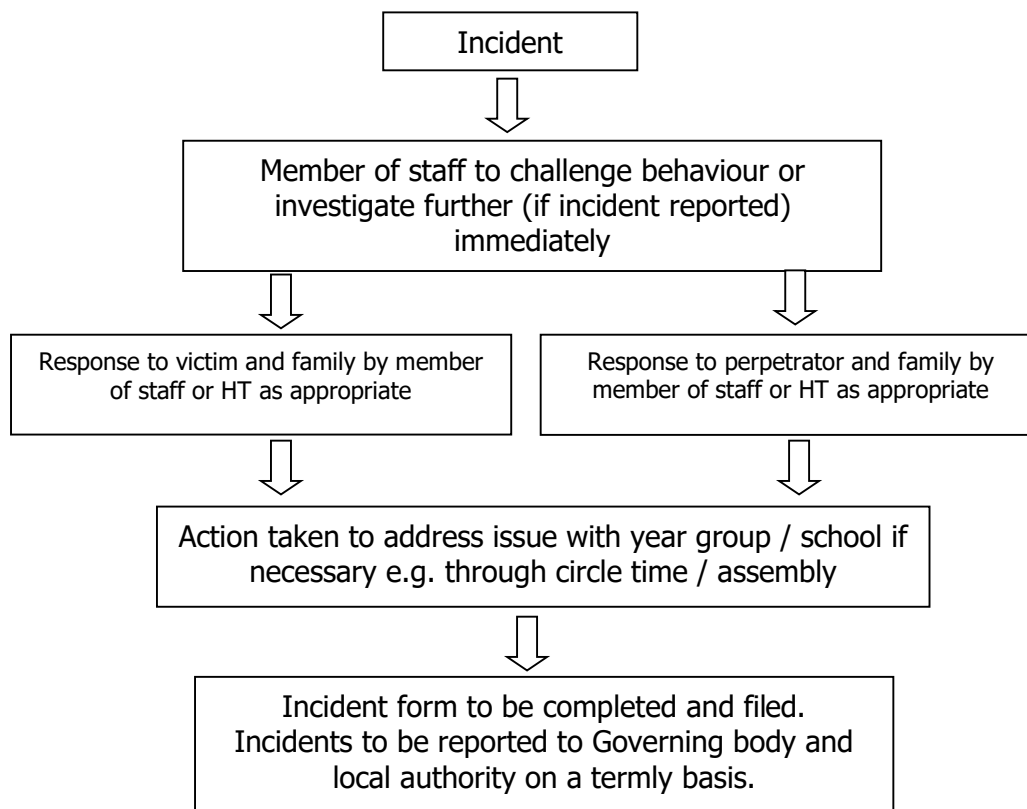 Incident
Member of staff to challenge behaviour or
investigate further (if incident reported)
immediately
Response to victim and family by member
of staff or HT as appropriate
Response to perpetrator and family by
member of staff or HT as appropriate
Action taken to address issue with year group / school if
necessary e.g. through circle time / assembly
Incident form to be completed and filed.
Incidents to be reported to Governing body and
local authority on a termly basis.